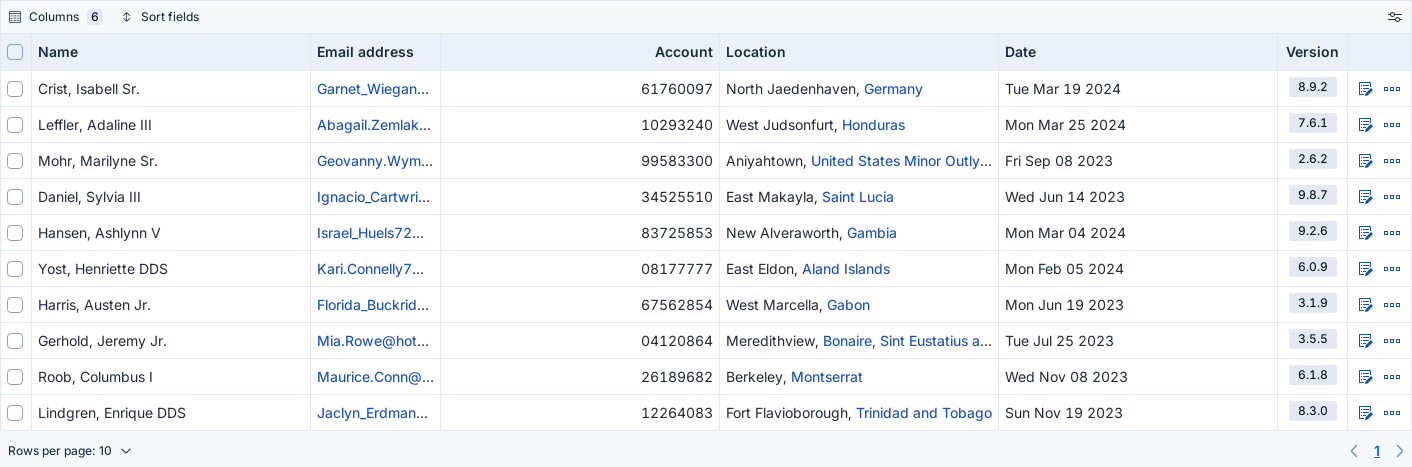 Columns 6 Sort fields
Name Email address Account Location Date Version
Crist, Isabell Sr. Garnet_Wiegan... 61760097 North Jaedenhaven, Germany Tue Mar 19 2024 8.9.2
Leffler, Adaline III Abagail.Zemlak... 10293240 West Judsonfurt, Honduras Mon Mar 25 2024 7.6.1
Mohr, Marilyne Sr. Geovanny.Wym... 99583300 Aniyahtown, United States Minor Outly... Fri Sep 08 2023 2.6.2
Daniel, Sylvia III Ignacio_Cartwri... 34525510 East Makayla, Saint Lucia Wed Jun 14 2023 9.8.7
Hansen, Ashlynn V Israel_Huels72... 83725853 New Alveraworth, Gambia Mon Mar 04 2024 9.2.6
Yost, Henriette DDS Kari.Connelly7... 08177777 East Eldon, Aland Islands Mon Feb 05 2024 6.0.9
Harris, Austen Jr. Florida_Buckrid... 67562854 West Marcella, Gabon Mon Jun 19 2023 3.1.9
Gerhold, Jeremy Jr. Mia.Rowe@hot... 04120864 Meredithview, Bonaire, Sint Eustatius a... Tue Jul 25 2023 3.5.5
Roob, Columbus I Maurice.Conn@... 26189682 Berkeley, Montserrat Wed Nov 08 2023 6.1.8
Lindgren, Enrique DDS Jaclyn_Erdman... 12264083 Fort Flavioborough, Trinidad and Tobago Sun Nov 19 2023 8.3.0
Rows per page: 10 1